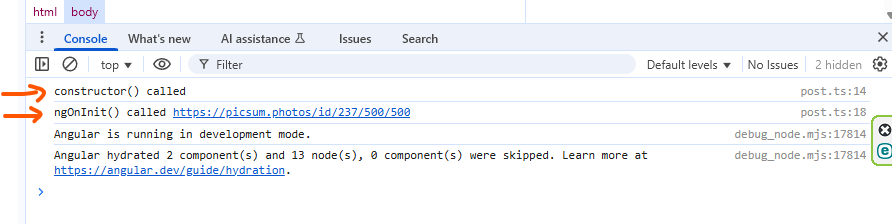 html body
Console What's new AI assistance Issues Search
top Filter Default levels No Issues 2 hidden
constructor() called post.ts:14
ngOnInit() called https://picsum.photos/id/237/500/500 post.ts:18
Angular is running in development mode. debug_node.mjs:17814
Angular hydrated 2 component(s) and 13 node(s), 0 component(s) were skipped. Learn more at debug_node.mjs:17814
https://angular.dev/guide/hydration.